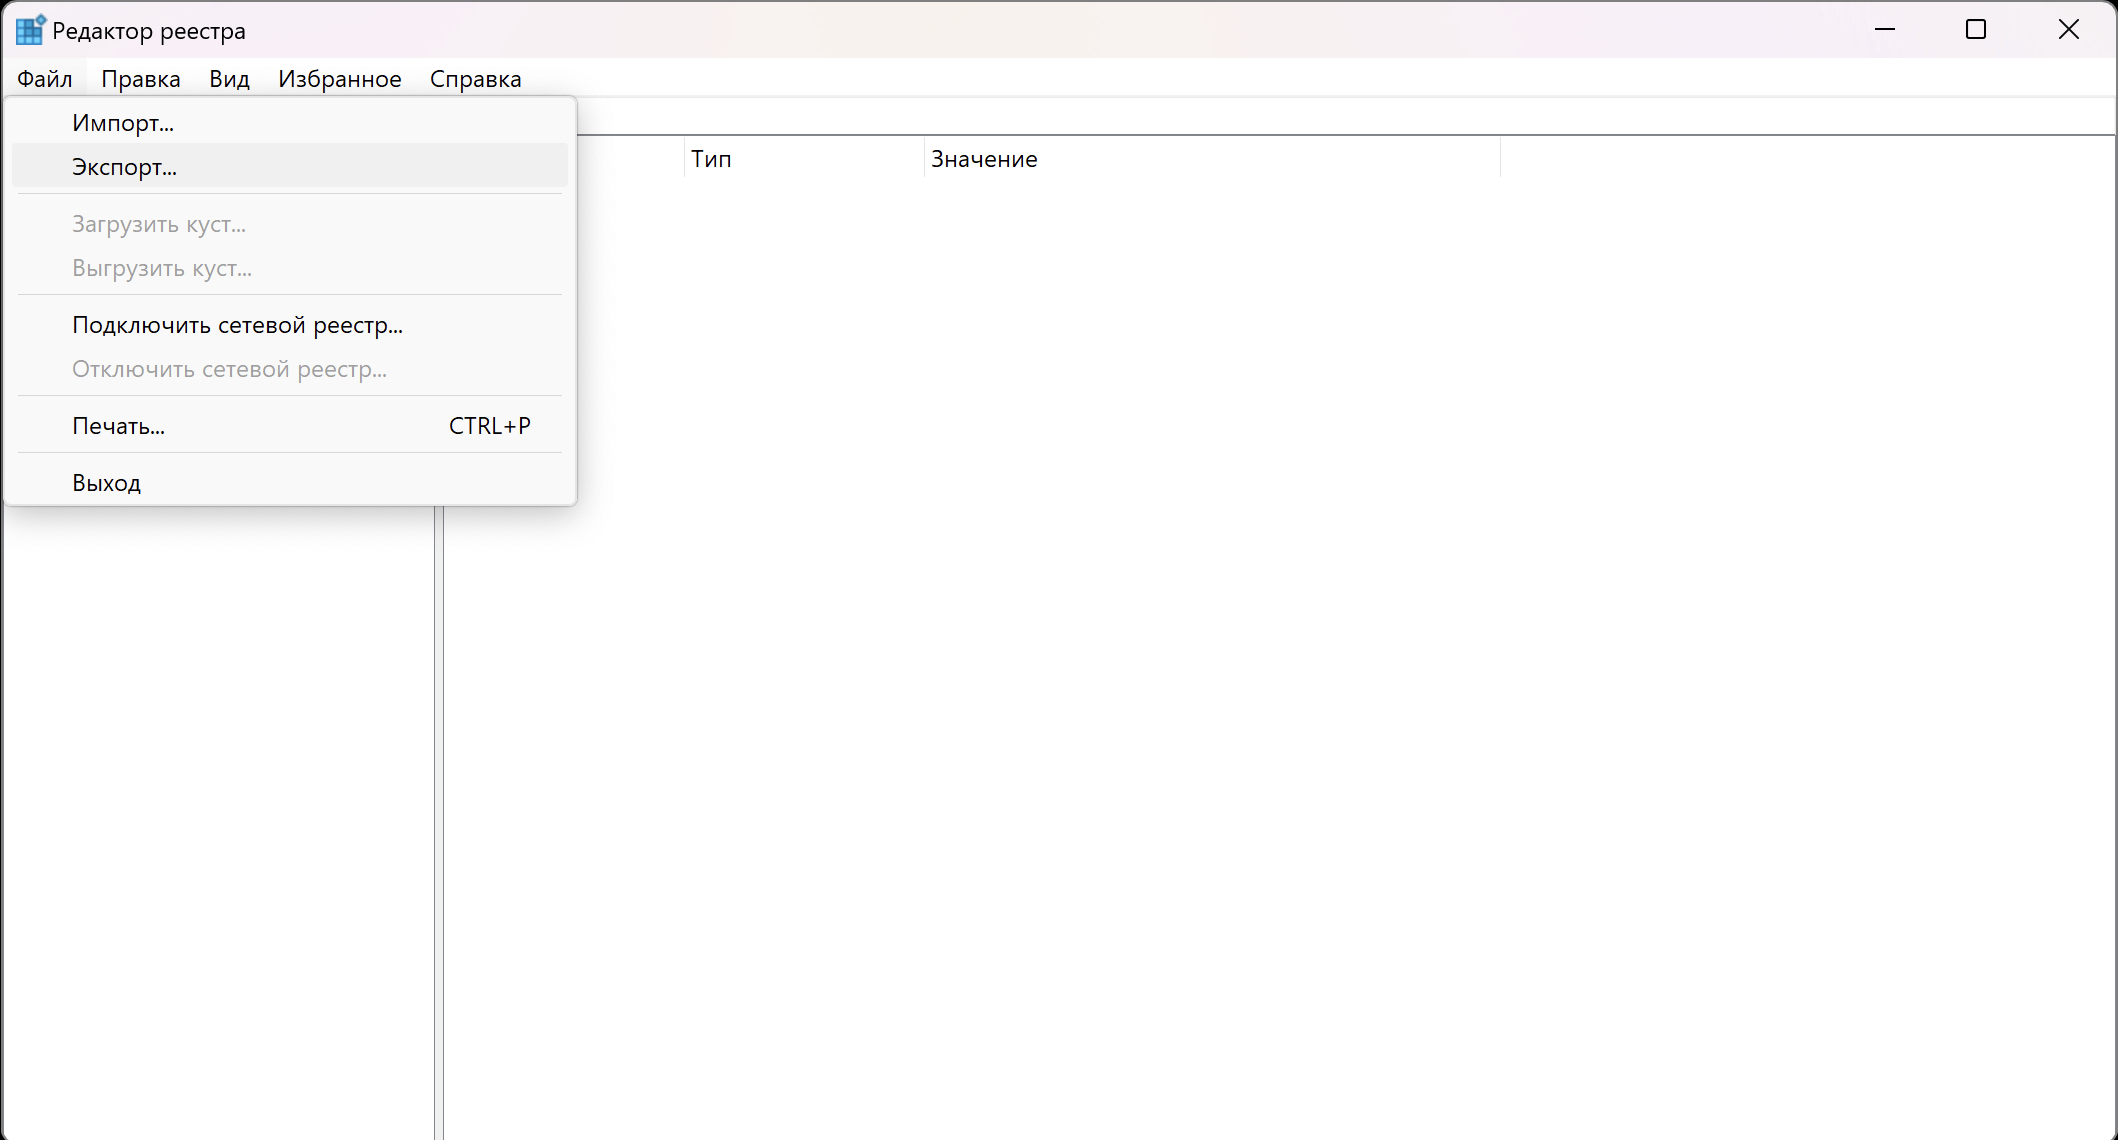 Редактор реестра
Файл Правка Вид Избранное Справка
Импорт...
Экспорт...
Загрузить куст...
Выгрузить куст...
Подключить сетевой реестр...
Отключить сетевой реестр...
Печать... CTRL+P
Выход
Тип Значение